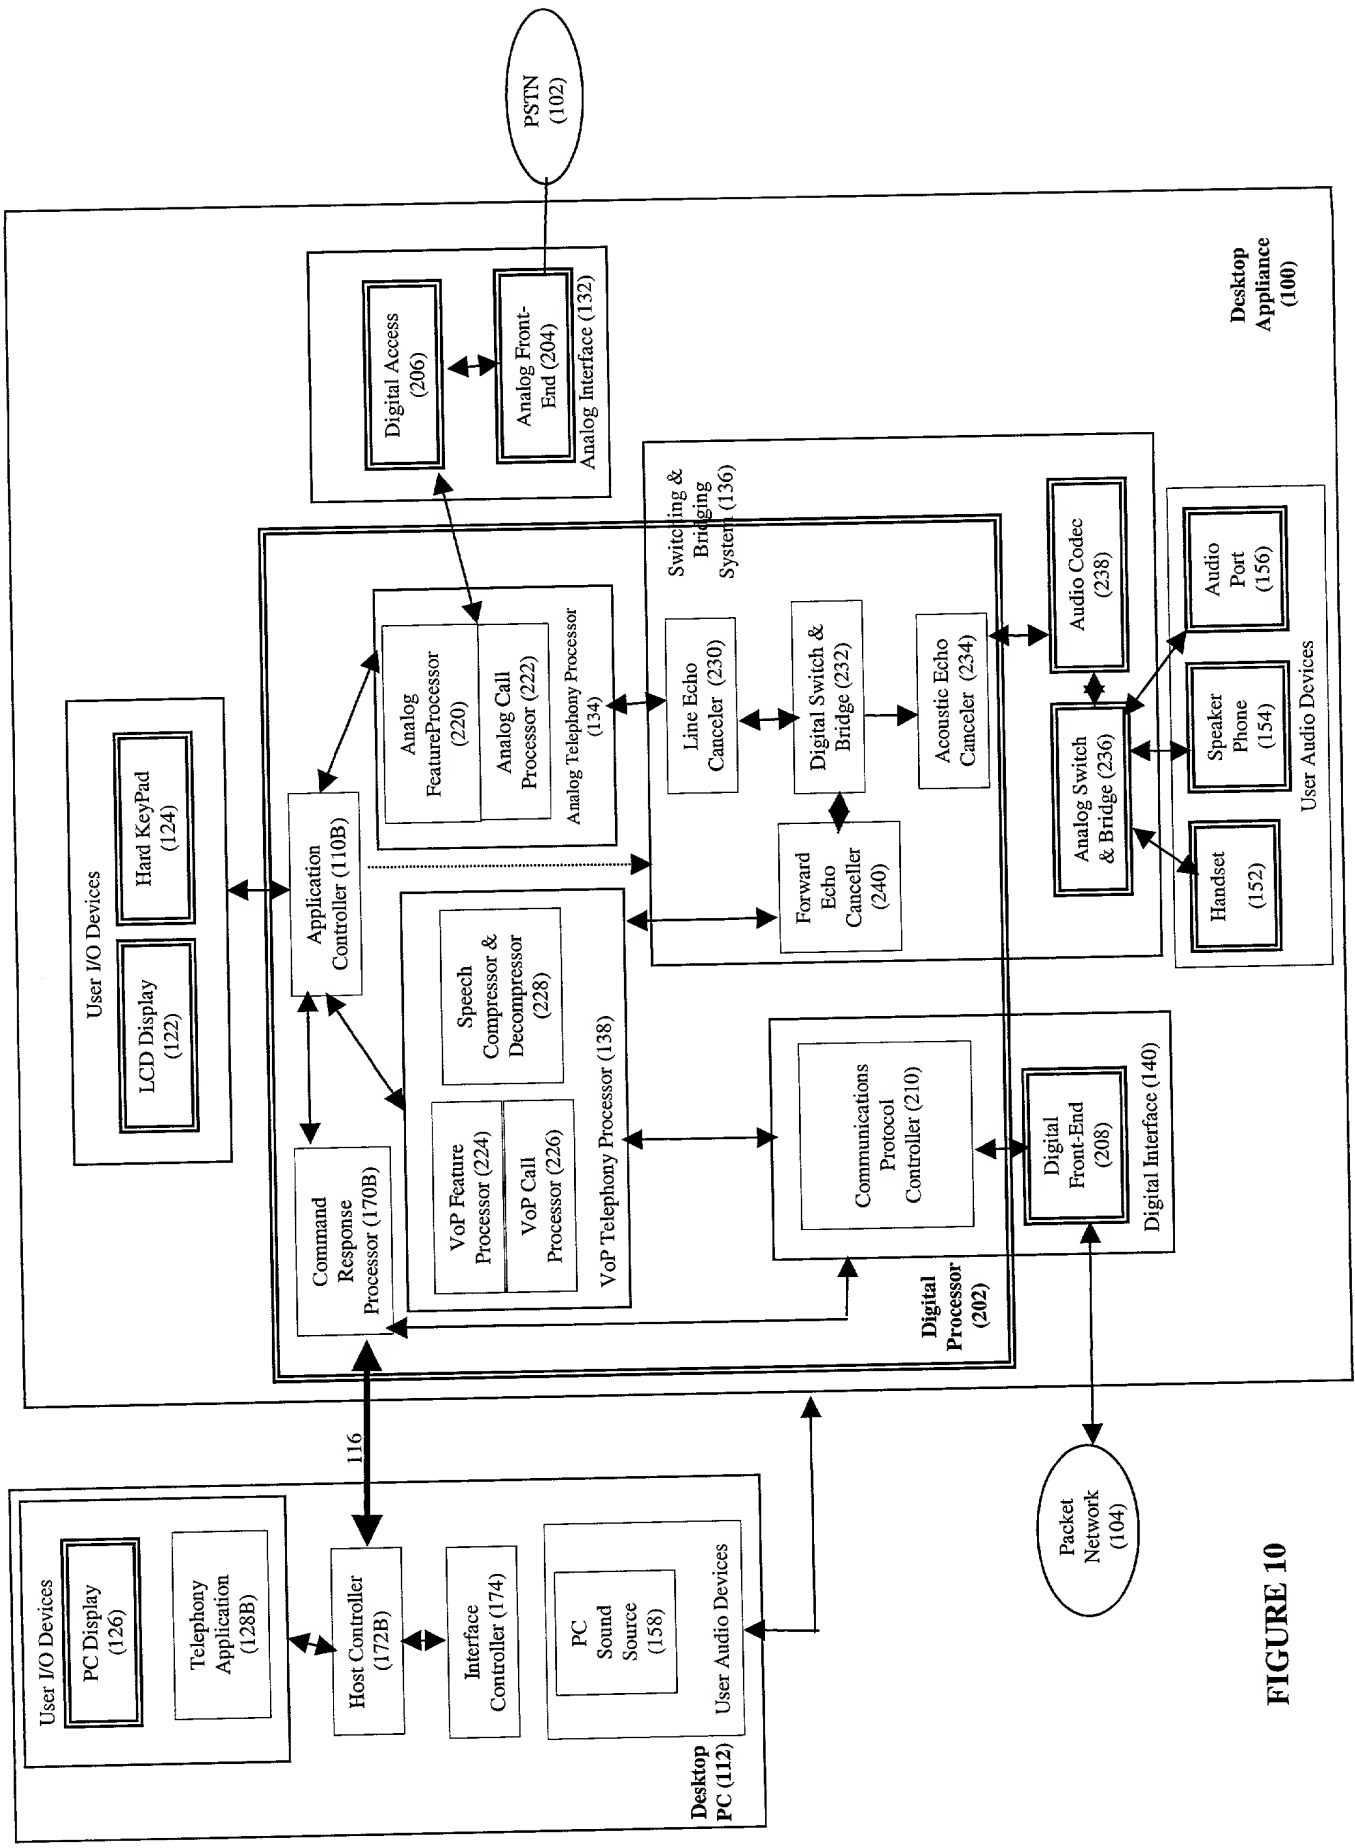 User I/O Devices
PC Display
(126)
Telephony
Application
(128B)
Host Controller
(172B)
Interface
Controller (174)
PC
Sound
Source
(158)
User Audio Devices
Desktop
PC (112)
116
User I/O Devices
LCD Display
(122)
Hard KeyPad
(124)
Command
Response
Processor (170B)
Application
Controller (110B)
VoP Feature
Processor (224)
VoP Call
Processor (226)
Speech
Compressor &
Decompressor
(228)
VoP Telephony Processor (138)
Analog
FeatureProcessor
(220)
Analog Call
Processor (222)
Analog Telephony Processor
(134)
Digital Access
(206)
Analog Front-
End (204)
Analog Interface (132)
PSTN
(102)
Switching &
Bridging
System (136)
Line Echo
Canceler (230)
Forward
Echo
Canceller
(240)
Digital Switch &
Bridge (232)
Acoustic Echo
Canceler (234)
Communications
Protocol
Controller (210)
Digital
Processor
(202)
Digital
Front-End
(208)
Digital Interface (140)
Analog Switch
& Bridge (236)
Audio Codec
(238)
Handset
(152)
Speaker
Phone
(154)
Audio
Port
(156)
User Audio Devices
Desktop
Appliance
(100)
Packet
Network
(104)
FIGURE 10